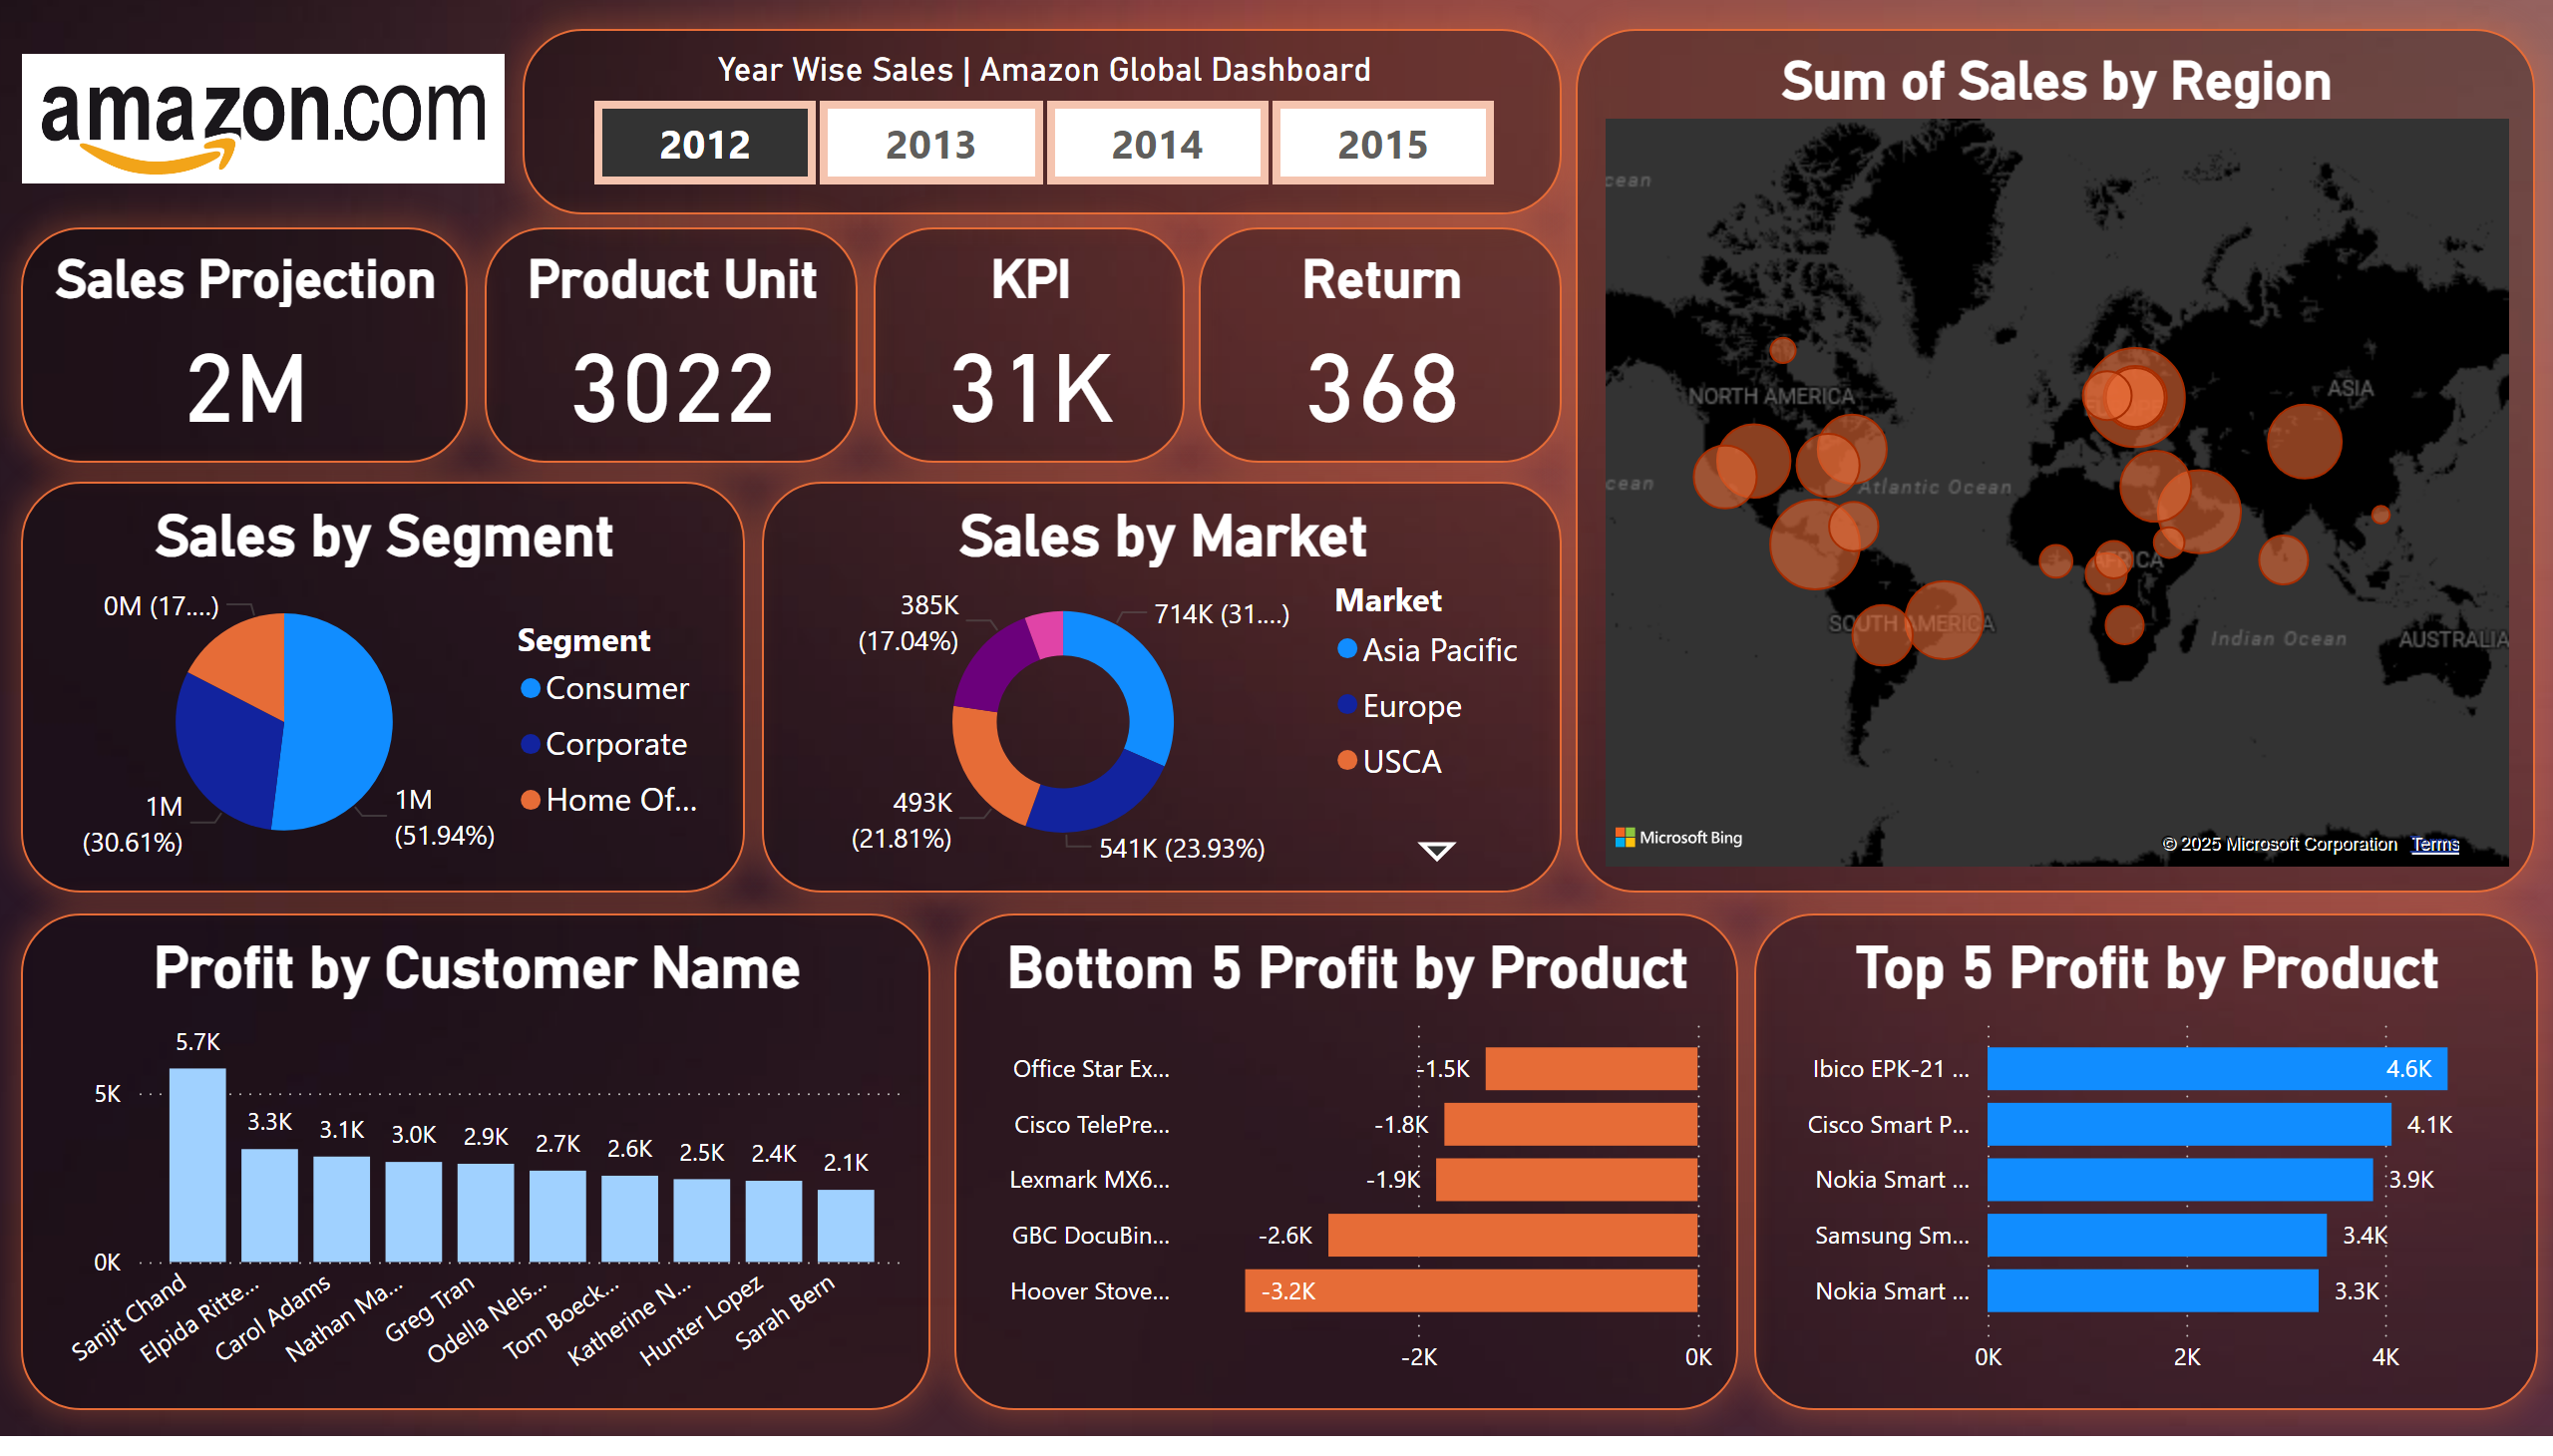 amazon.com
Year Wise Sales | Amazon Global Dashboard
2012
2013
2014
2015
Sales Projection
2M
Product Unit
3022
KPI
31K
Return
368
Sum of Sales by Region
cean
NORTH AMERICA
ASIA
cean
Atlantic Ocean
AFRICA
SOUTH AMERICA
Indian Ocean
AUSTRALIA
Microsoft Bing
© 2025 Microsoft Corporation Terms
Sales by Segment
0M (17....)
1M
(30.61%)
1M
(51.94%)
Segment
Consumer
Corporate
Home Of...
Sales by Market
385K
(17.04%)
714K (31....)
493K
(21.81%)
541K (23.93%)
Market
Asia Pacific
Europe
USCA
Profit by Customer Name
5K
0K
5.7K
3.3K
3.1K
3.0K
2.9K
2.7K
2.6K
2.5K
2.4K
2.1K
Sanjit Chand
Elpida Ritte...
Carol Adams
Nathan Ma...
Greg Tran
Odella Nels...
Tom Boeck...
Katherine N...
Hunter Lopez
Sarah Bern
Bottom 5 Profit by Product
Office Star Ex...
-1.5K
Cisco TelePre...
-1.8K
Lexmark MX6...
-1.9K
GBC DocuBin...
-2.6K
Hoover Stove...
-3.2K
-2K
0K
Top 5 Profit by Product
Ibico EPK-21 ...
4.6K
Cisco Smart P...
4.1K
Nokia Smart ...
3.9K
Samsung Sm...
3.4K
Nokia Smart ...
3.3K
0K
2K
4K